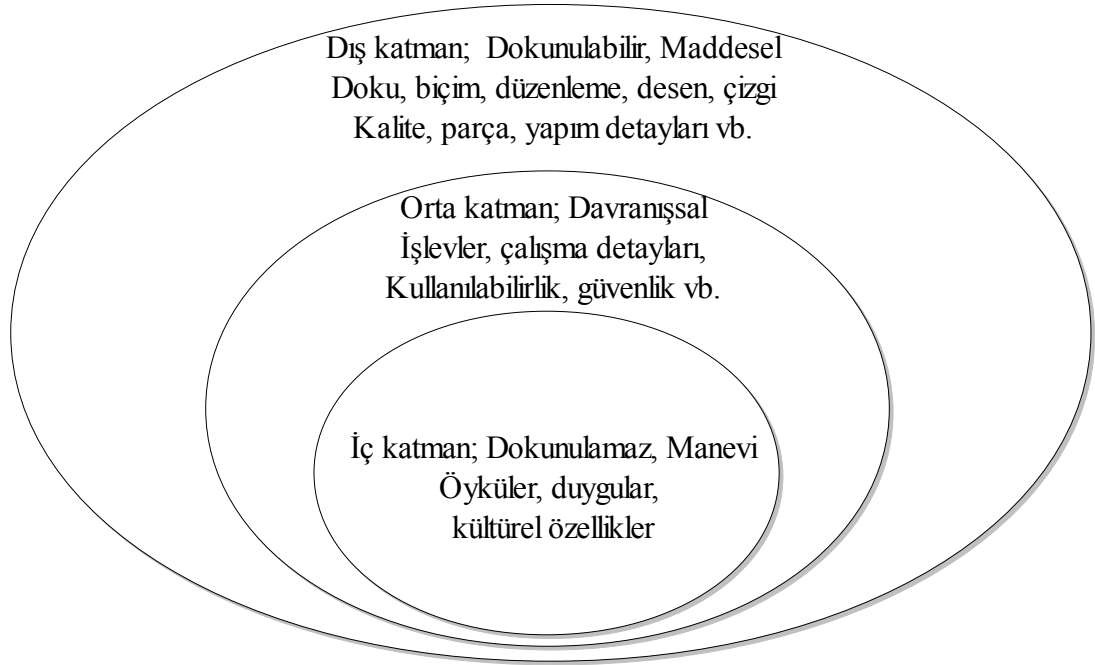 Dış katman; Dokunulabilir, Maddesel
Doku, biçim, düzenleme, desen, çizgi
Kalite, parça, yapım detayları vb.
Orta katman; Davranışsal
İşlevler, çalışma detayları,
Kullanılabilirlik, güvenlik vb.
İç katman; Dokunulamaz, Manevi
Öyküler, duygular,
kültürel özellikler